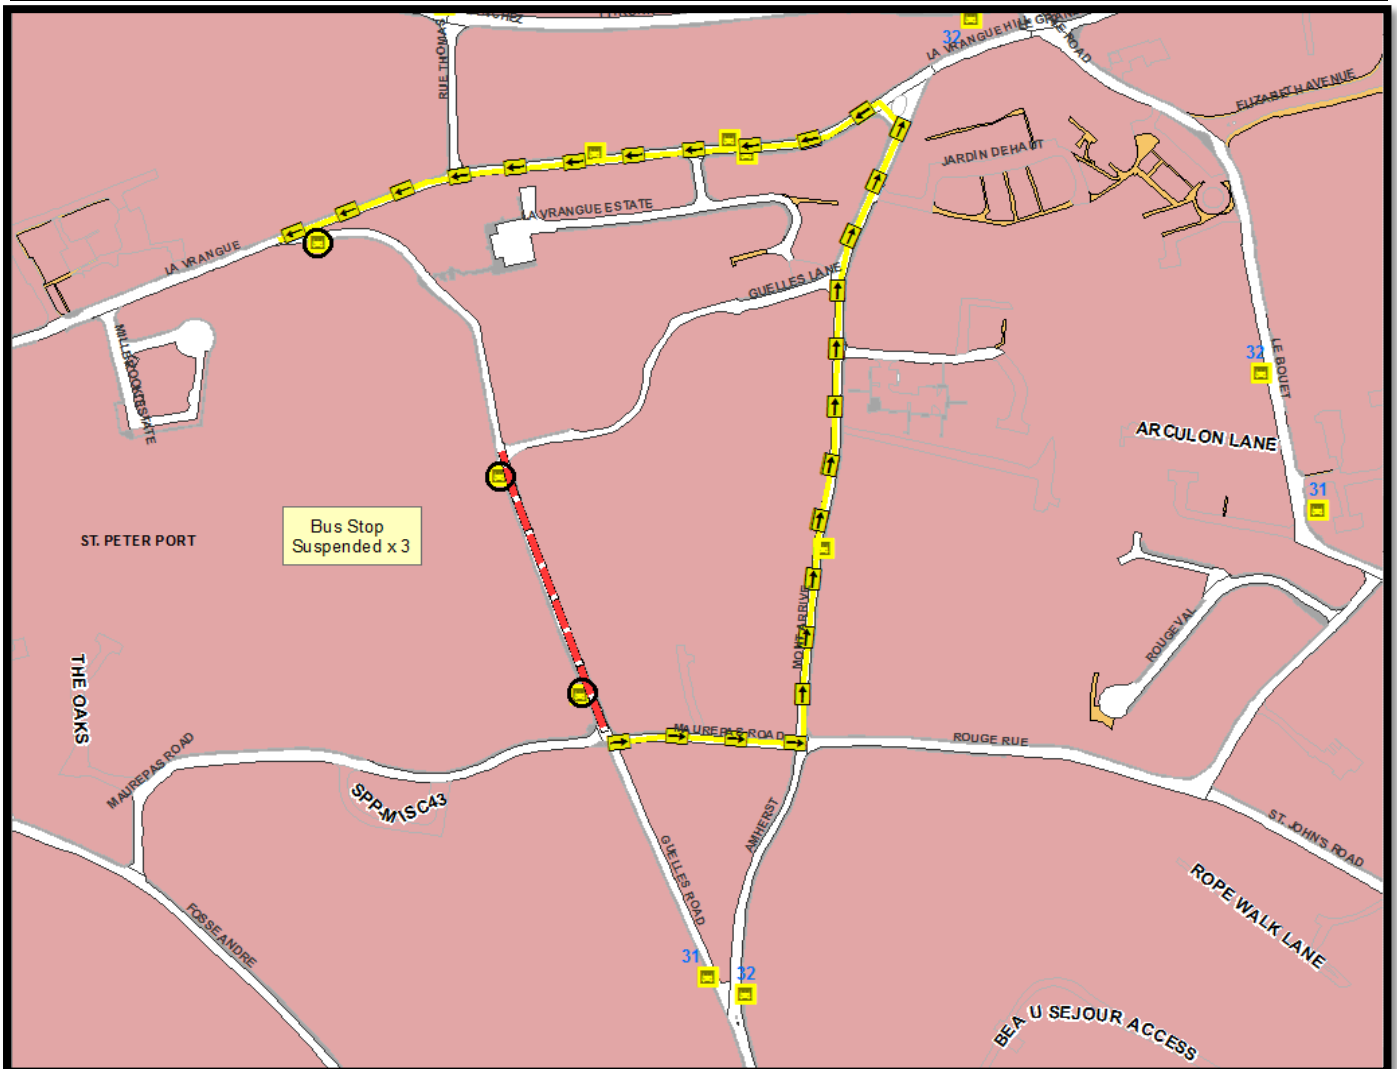 32
LA VRANGUE HILL
RUE THOMAS
ELIZABETH AVENUE
JARDIN DE HAUT
LA VRANGUE ESTATE
LA VRANGUE
GUELLES LANE
32
LE BOUET
ARCULON LANE
31
Bus Stop
Suspended x 3
ST. PETER PORT
MONT ARRIVE
ROUGEVAL
THE OAKS
MAUREPAS ROAD
ROUGE RUE
MAUREPAS ROAD
SPP-MISC43
AMHERST
GUELLES ROAD
ST. JOHN'S ROAD
ROPE WALK LANE
FOSSE ANDRE
31
32
BEAU SEJOUR ACCESS